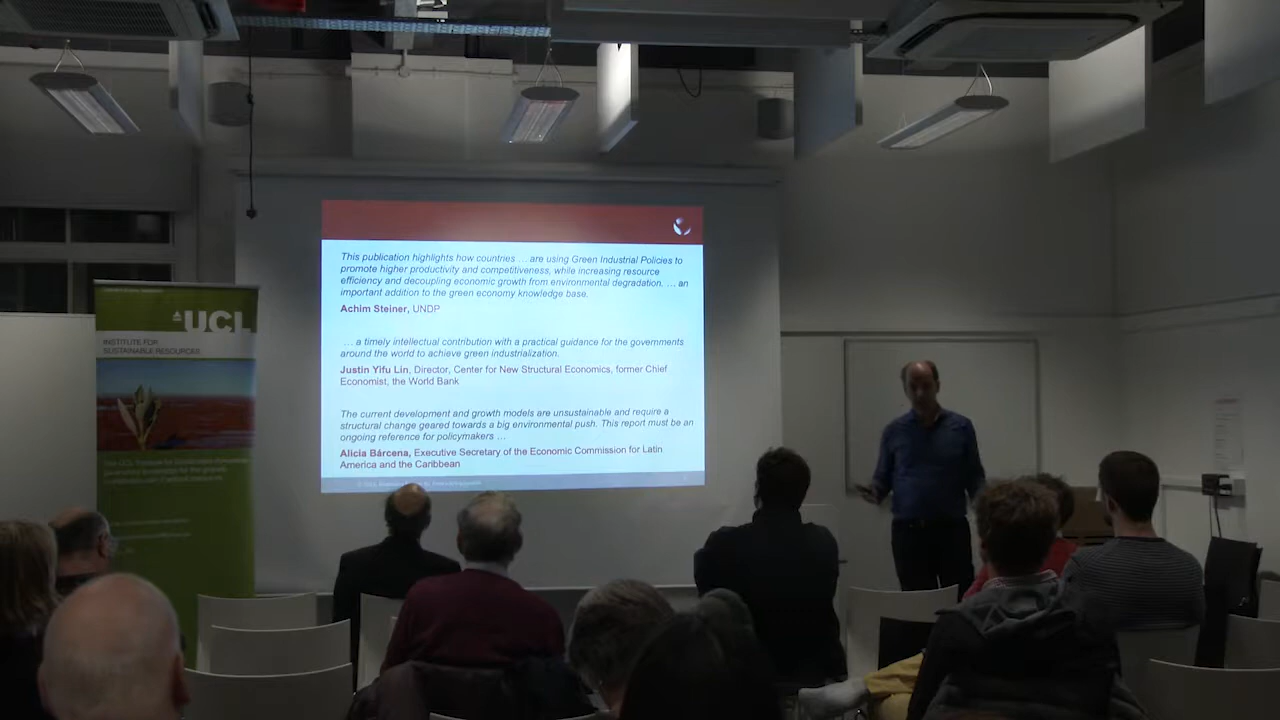 This publication highlights how countries … are using Green Industrial Policies to
promote higher productivity and competitiveness, while increasing resource
efficiency and decoupling economic growth from environmental degradation. … an
important addition to the green economy knowledge base.
Achim Steiner, UNDP
… a timely intellectual contribution with a practical guidance for the governments
around the world to achieve green industrialization.
Justin Yifu Lin, Director, Center for New Structural Economics, former Chief
Economist, the World Bank
The current development and growth models are unsustainable and require a
structural change geared towards a big environmental push. This report must be an
ongoing reference for policymakers …
Alicia Bárcena, Executive Secretary of the Economic Commission for Latin
America and the Caribbean
UCL
INSTITUTE FOR
SUSTAINABLE RESOURCES